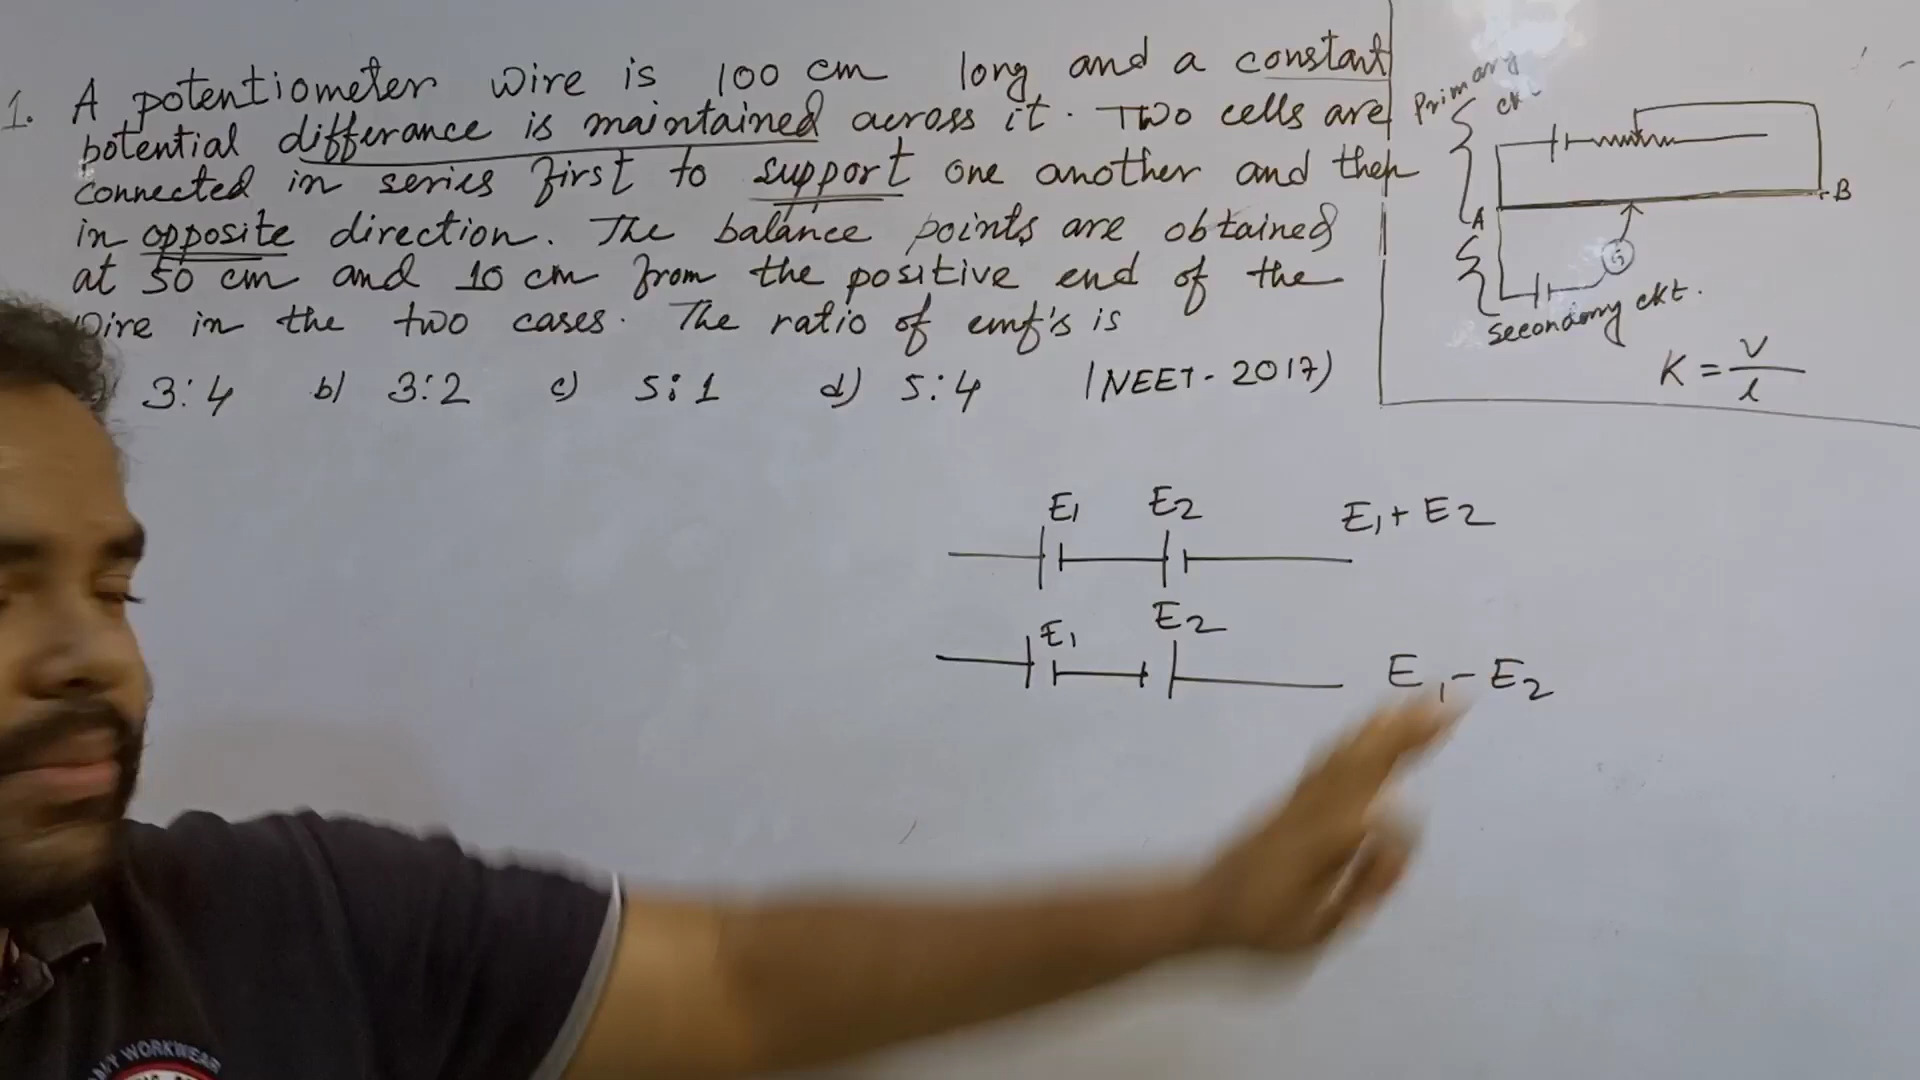 1. A potentiometer wire is 100 cm long and a constant
potential differance is maintained across it. Two cells are
connected in series first to support one another and then
in opposite direction. The balance points are obtained
at 50 cm and 10 cm from the positive end of the
wire in the two cases. The ratio of emf's is
3:4 b) 3:2 c) 5:1 d) 5:4 (NEET-2017)
Primary
ckt
B
A
G
Secondary ckt.
K = V/l
E1 E2 E1+E2
E1 E2 E1-E2
WORKWEAR